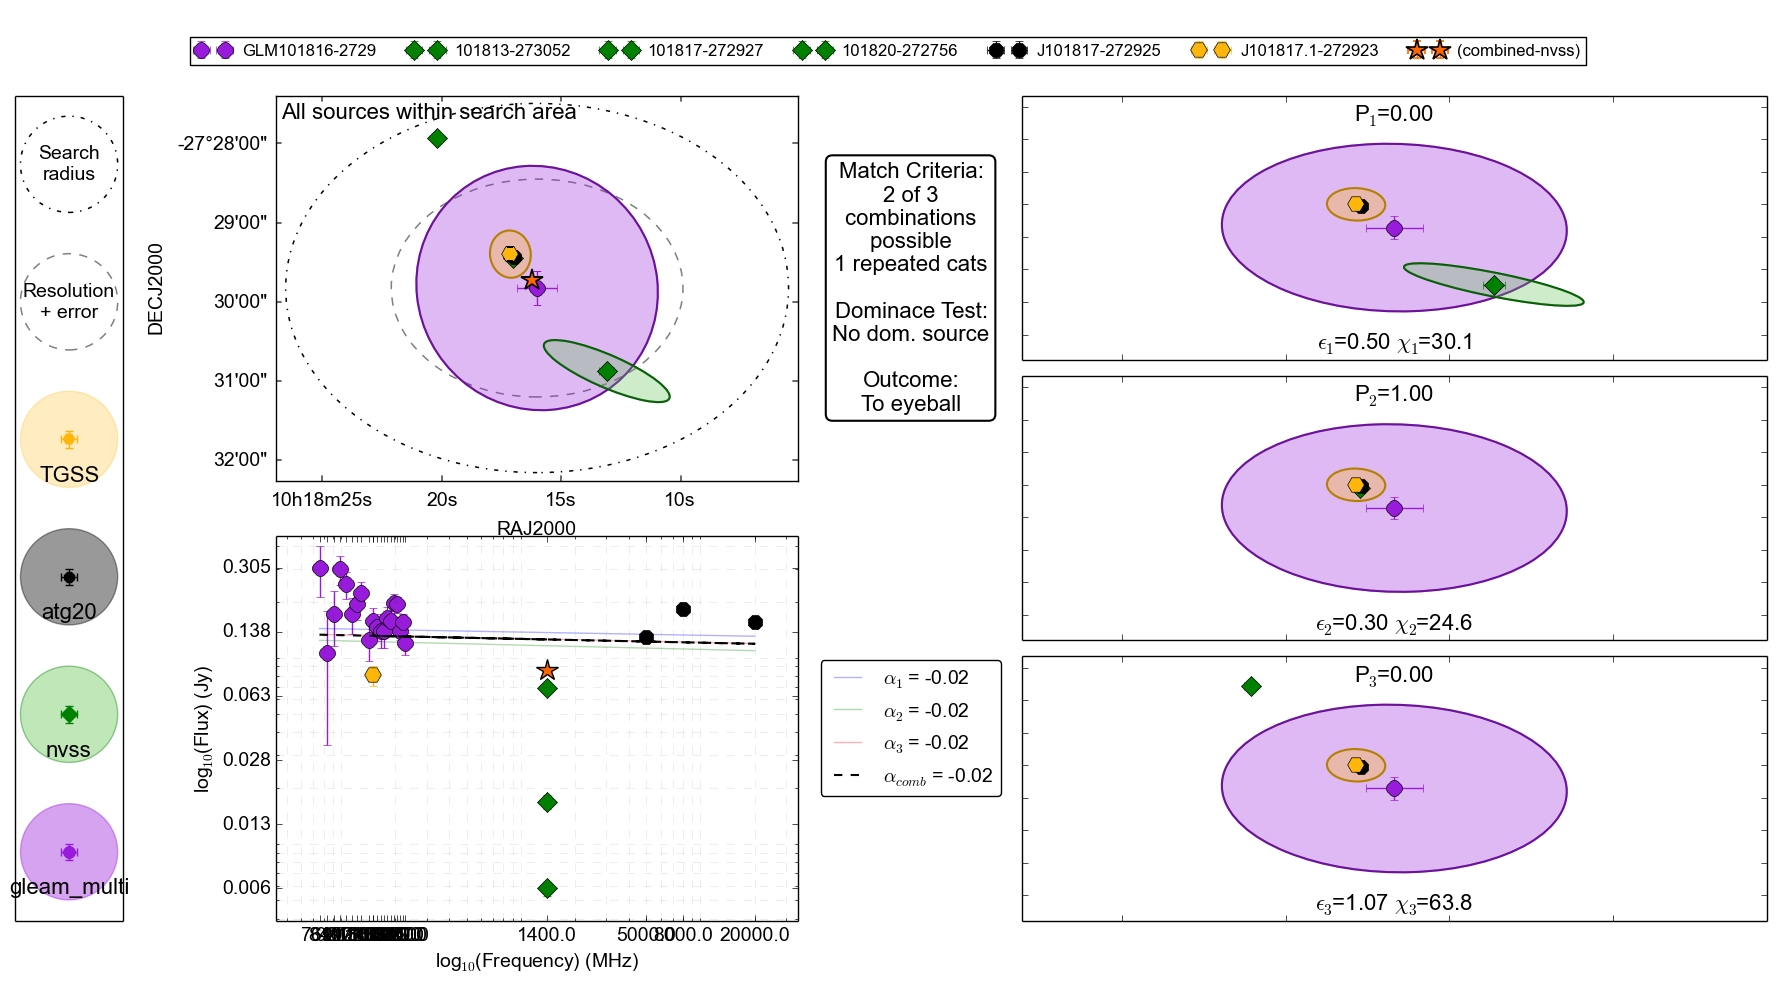 GLM101816-2729 101813-273052 101817-272927 101820-272756 J101817-272925 J101817.1-272923 (combined-nvss)
Search
radius
Resolution
+ error
TGSS
atg20
nvss
gleam_multi
All sources within search area
DECJ2000
-27°28'00"
29'00"
30'00"
31'00"
32'00"
10h18m25s 20s 15s 10s
RAJ2000
Match Criteria:
2 of 3
combinations
possible
1 repeated cats
Dominace Test:
No dom. source
Outcome:
To eyeball
log10(Flux) (Jy)
0.305
0.138
0.063
0.028
0.013
0.006
1400.0 5000.0 8000.0 20000.0
log10(Frequency) (MHz)
α1 = -0.02
α2 = -0.02
α3 = -0.02
αcomb = -0.02
P1=0.00
ϵ1=0.50 χ1=30.1
P2=1.00
ϵ2=0.30 χ2=24.6
P3=0.00
ϵ3=1.07 χ3=63.8